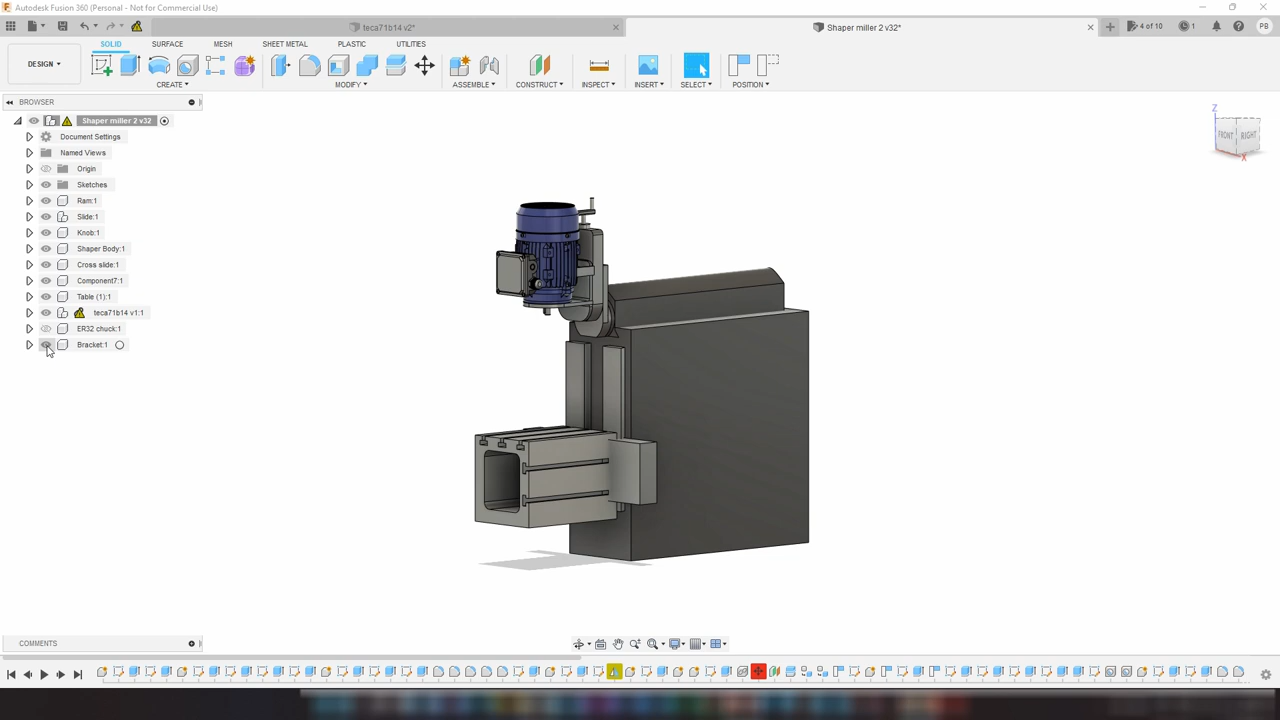 Autodesk Fusion 360 (Personal - Not for Commercial Use)
teca71b14 v2*
Shaper miller 2 v32*
4 of 10
1
PB
DESIGN
SOLID
SURFACE
MESH
SHEET METAL
PLASTIC
UTILITIES
CREATE
MODIFY
ASSEMBLE
CONSTRUCT
INSPECT
INSERT
SELECT
POSITION
BROWSER
Shaper miller 2 v32
Document Settings
Named Views
Origin
Sketches
Ram:1
Slide:1
Knob:1
Shaper Body:1
Cross slide:1
Component7:1
Table (1):1
teca71b14 v1:1
ER32 chuck:1
Bracket:1
Z
FRONT
RIGHT
X
COMMENTS